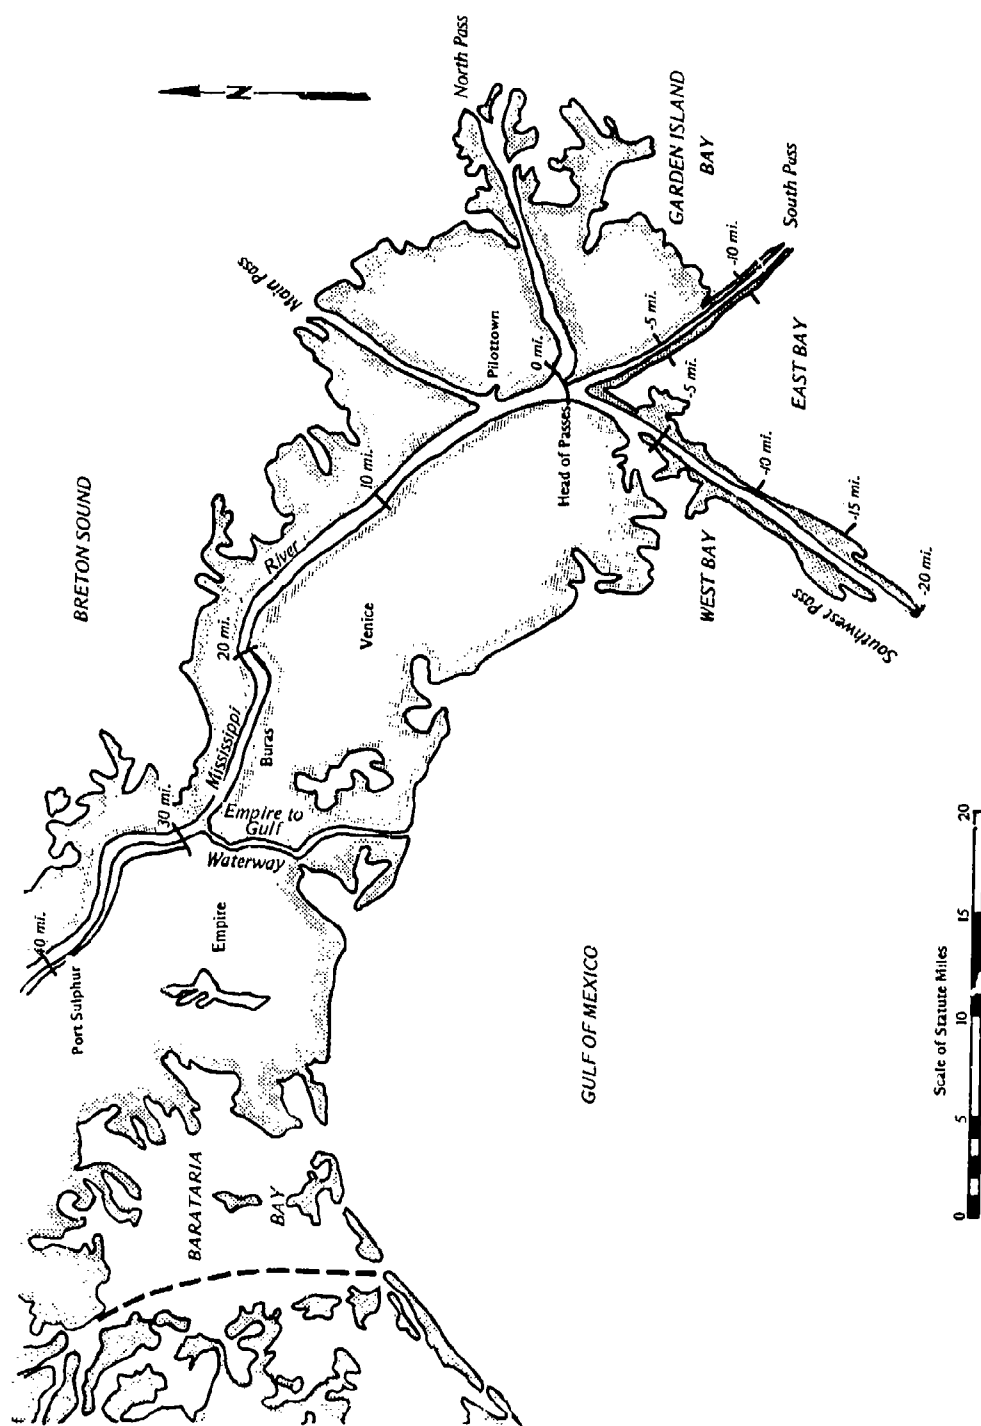 BRETON SOUND
N
North Pass
Main Pass
GARDEN ISLAND
BAY
South Pass
Pilottown
0 mi.
Head of Passes
-5 mi.
-10 mi.
-5 mi.
-10 mi.
-15 mi.
-20 mi.
EAST BAY
WEST BAY
Southwest Pass
10 mi.
River
20 mi.
Venice
Mississippi
Buras
30 mi.
Empire to
Gulf
Waterway
40 mi.
Port Sulphur
Empire
BARATARIA
BAY
GULF OF MEXICO
Scale of Statute Miles
0 5 10 15 20